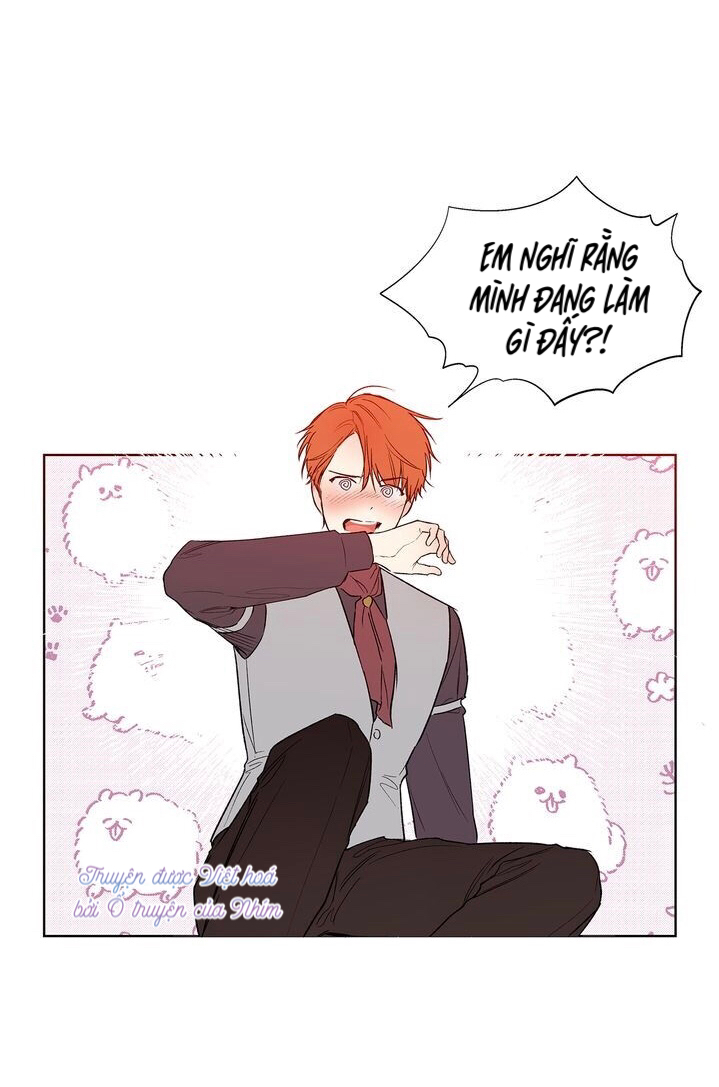 EM NGHĨ RẰNG
MÌNH ĐANG LÀM
GÌ ĐẤY?!
Truyện được Việt hoá
bởi Ổ truyện của Nhím